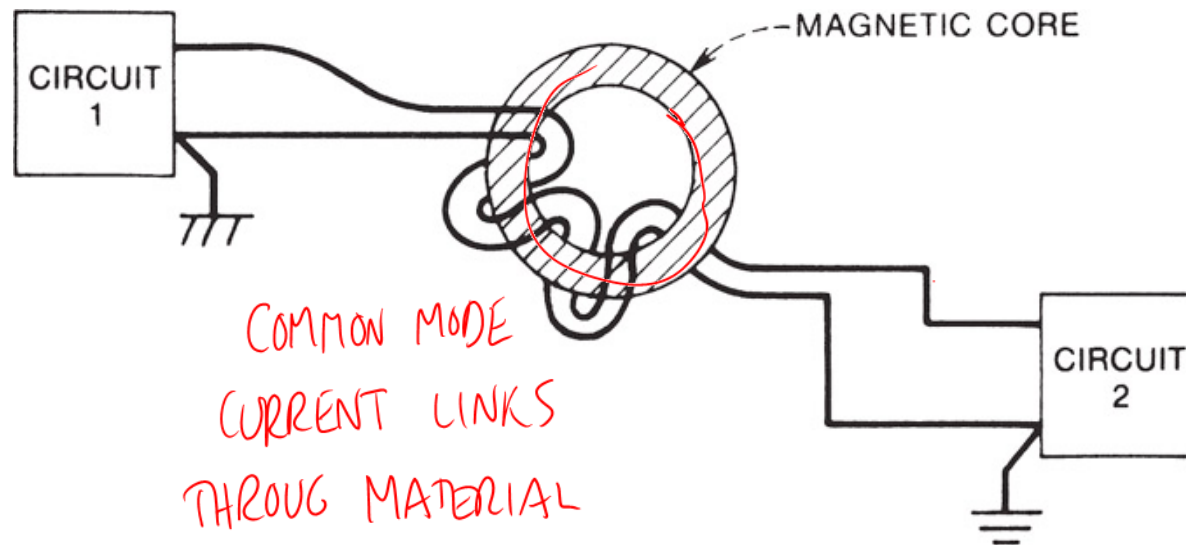 MAGNETIC CORE
CIRCUIT
1
COMMON MODE
CURRENT LINKS
THROUG MATERIAL
CIRCUIT
2